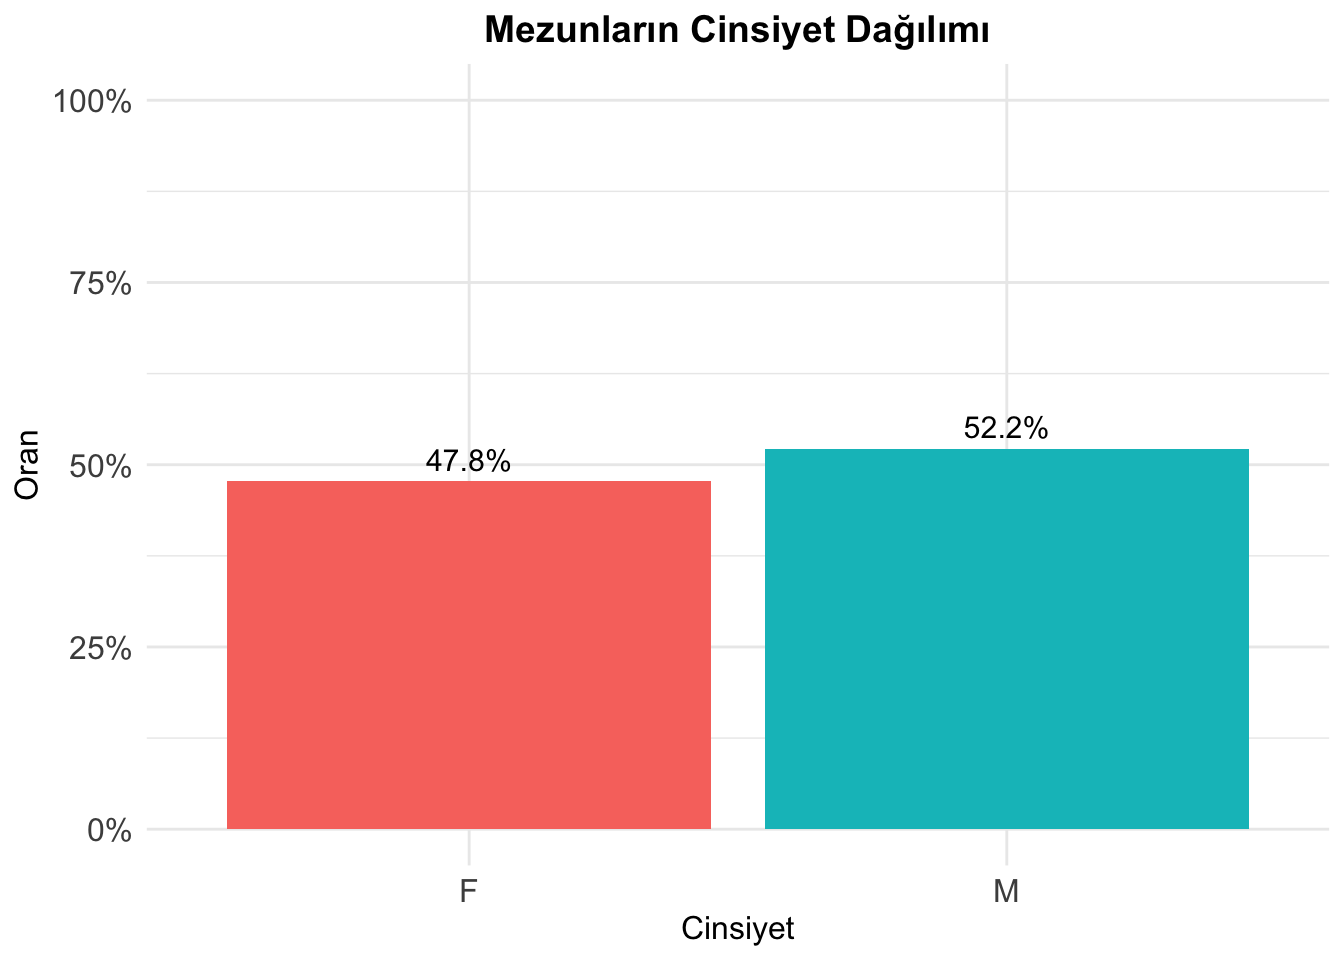 Mezunların Cinsiyet Dağılımı
100%
75%
50%
25%
0%
Oran
47.8%
52.2%
F
M
Cinsiyet